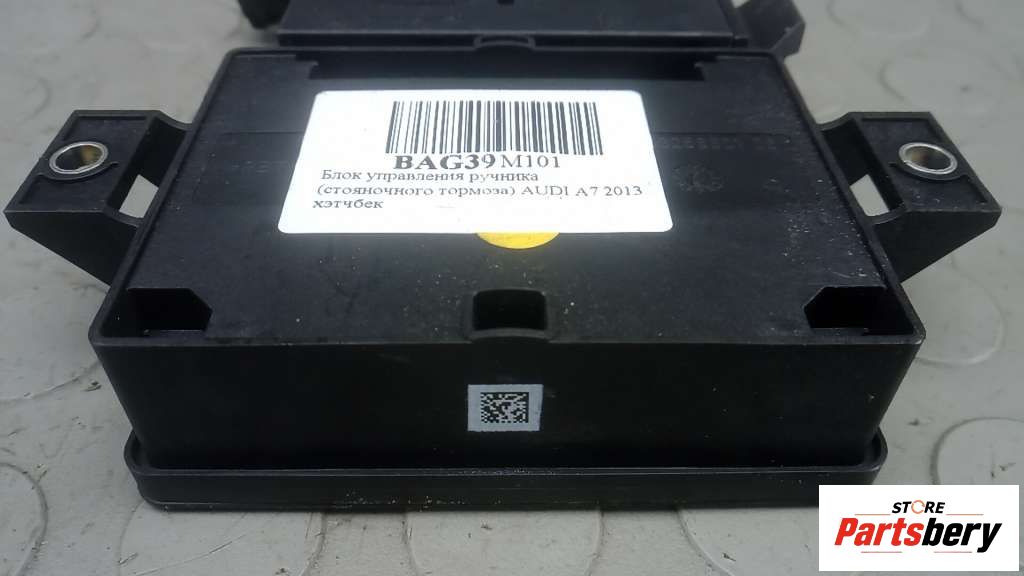 BAG39 M101
Блок управления ручника
(стояночного тормоза) AUDI A7 2013
хэтчбек
STORE
Partsbery